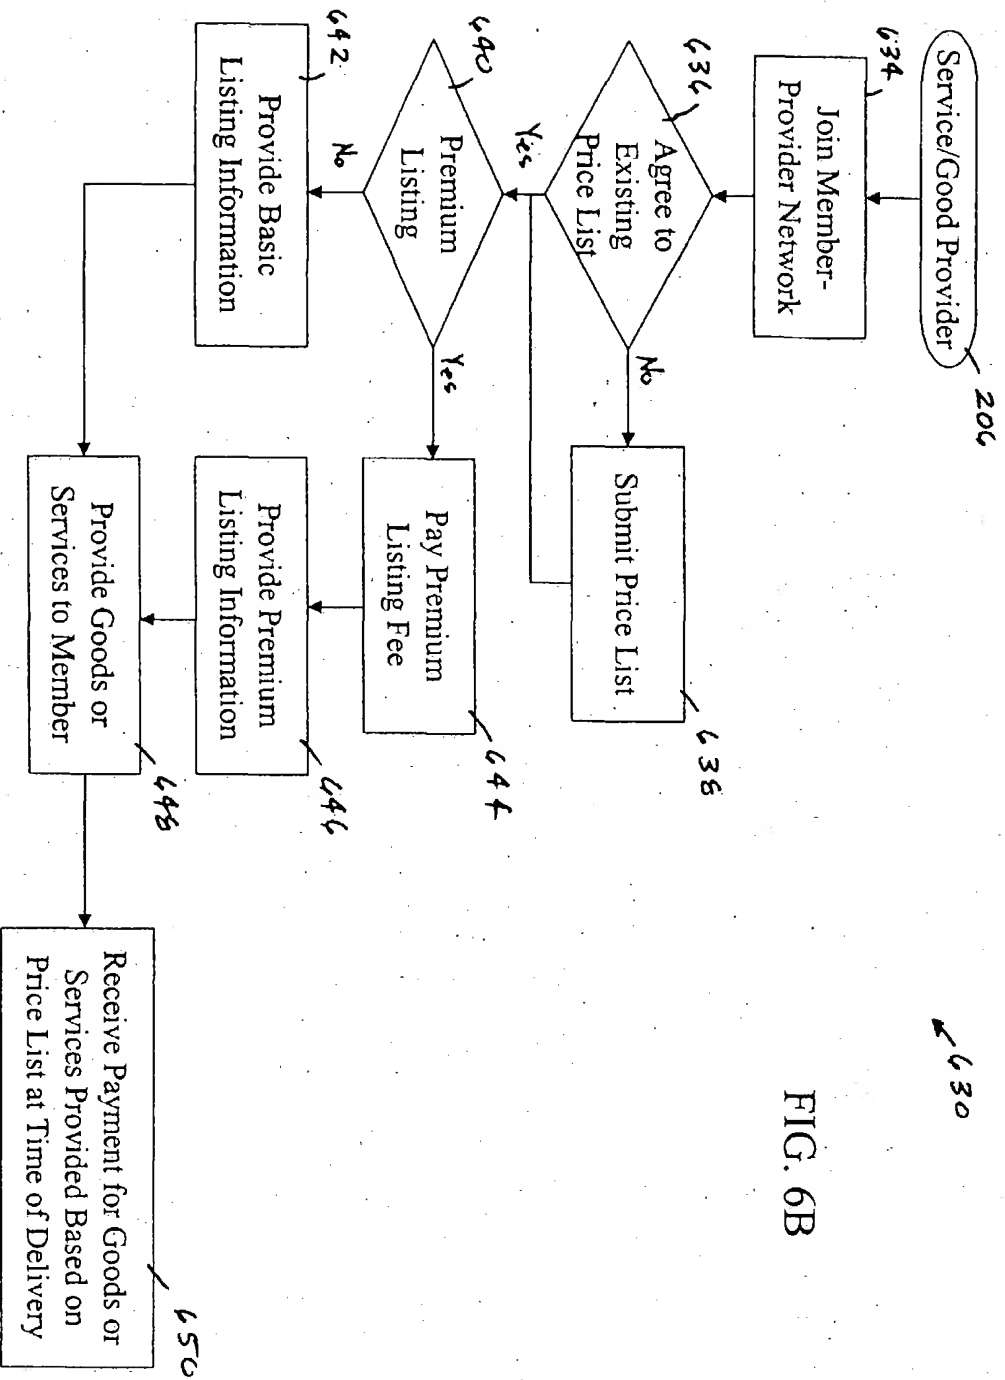 Service/Good Provider
206
634
Join Member-
Provider Network
636
Agree to
Existing
Price List
No
Submit Price List
638
Yes
640
Premium
Listing
Yes
Pay Premium
Listing Fee
644
No
642
Provide Basic
Listing Information
Provide Premium
Listing Information
646
Provide Goods or
Services to Member
648
Receive Payment for Goods or
Services Provided Based on
Price List at Time of Delivery
650
630
FIG. 6B